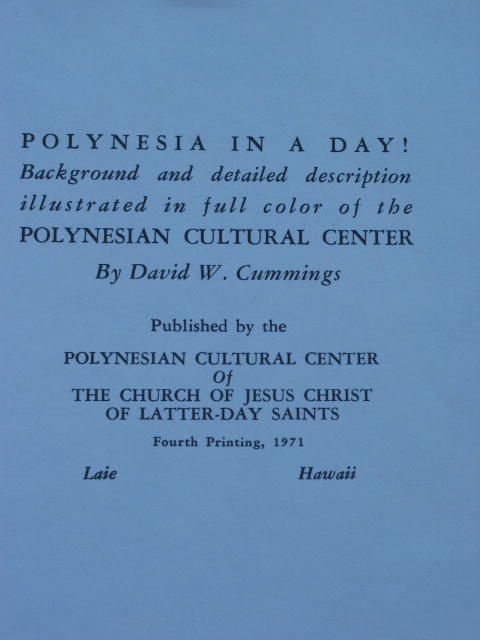 POLYNESIA IN A DAY!
Background and detailed description
illustrated in full color of the
POLYNESIAN CULTURAL CENTER
By David W. Cummings
Published by the
POLYNESIAN CULTURAL CENTER
Of
THE CHURCH OF JESUS CHRIST
OF LATTER-DAY SAINTS
Fourth Printing, 1971
Laie Hawaii